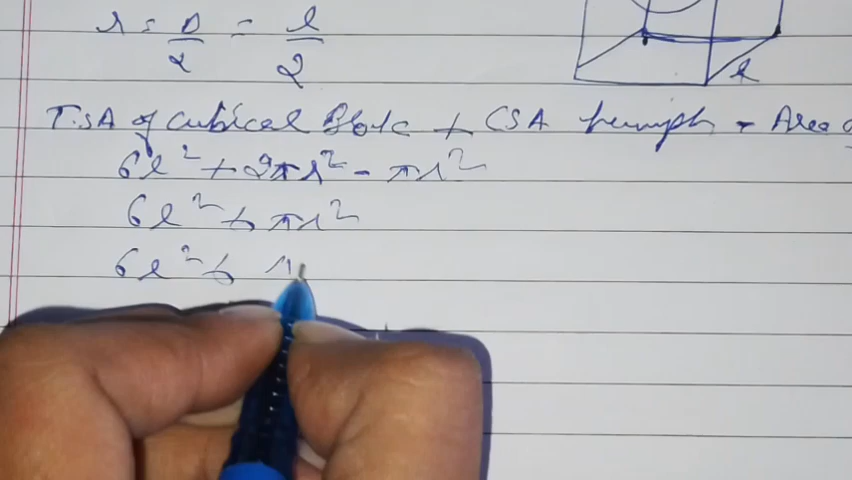 r = D/2 = l/2
l
T.S.A of cubical Block + CSA hemisph - Area o
6l² + 2πr² - πr²
6l² + πr²
6l² + π